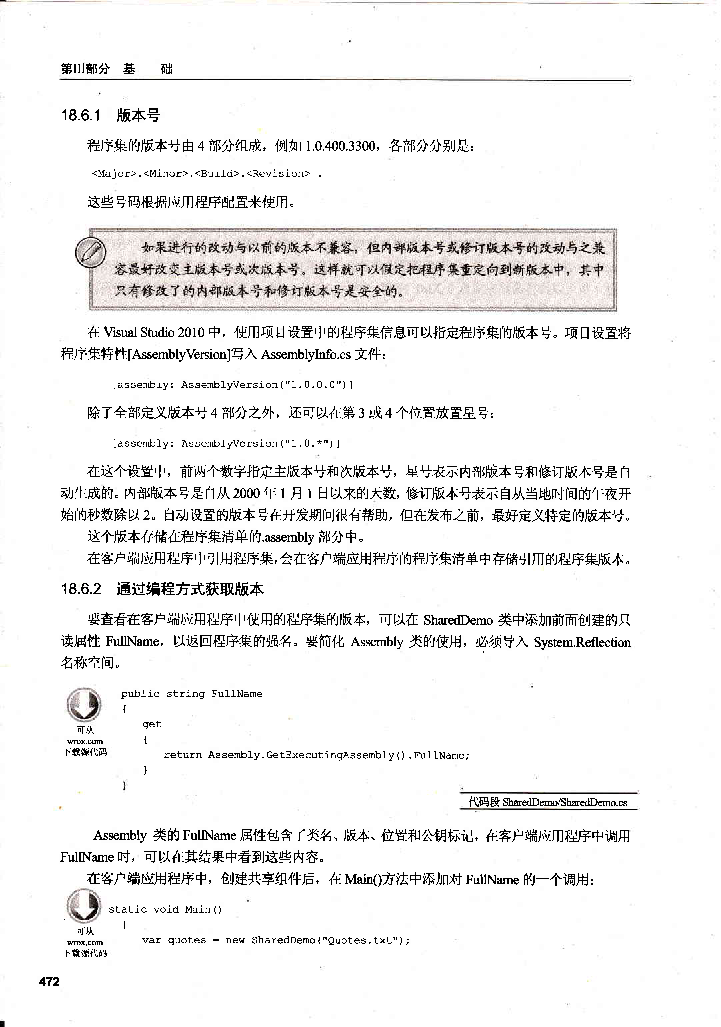 第III部分 基 础
18.6.1 版本号
程序集的版本号由 4 部分组成，例如 1.0.400.3300，各部分分别是：
<Major>.<Minor>.<Build>.<Revision> .
这些号码根据应用程序配置来使用。
如果进行的改动与以前的版本不兼容，但内部版本号或修订版本号的改动与之兼
容最好改变主版本号或次版本号。这样就可以假定把程序集重定向到新版本中，其中
只有修改了的内部版本号和修订版本号是安全的。
在 Visual Studio 2010 中，使用项目设置中的程序集信息可以指定程序集的版本号。项目设置将
程序集特性[AssemblyVersion]写入 AssemblyInfo.cs 文件：
[assembly: AssemblyVersion("1.0.0.0")]
除了全部定义版本号 4 部分之外，还可以在第 3 或 4 个位置放置星号：
[assembly: AssemblyVersion("1.0.*")]
在这个设置中，前两个数字指定主版本号和次版本号，星号表示内部版本号和修订版本号是自
动生成的。内部版本号是自从 2000 年 1 月 1 日以来的天数，修订版本号表示自从当地时间的午夜开
始的秒数除以 2。自动设置的版本号在开发期间很有帮助，但在发布之前，最好定义特定的版本号。
这个版本存储在程序集清单的.assembly 部分中。
在客户端应用程序中引用程序集，会在客户端应用程序的程序集清单中存储引用的程序集版本。
18.6.2 通过编程方式获取版本
要查看在客户端应用程序中使用的程序集的版本，可以在 SharedDemo 类中添加前面创建的只
读属性 FullName，以返回程序集的强名。要简化 Assembly 类的使用，必须导入 System.Reflection
名称空间。
public string FullName
{
get
{
return Assembly.GetExecutingAssembly().FullName;
}
}
可从
wrox.com
下载源代码
代码段 SharedDemo/SharedDemo.cs
Assembly 类的 FullName 属性包含了类名、版本、位置和公钥标记，在客户端应用程序中调用
FullName 时，可以在其结果中看到这些内容。
在客户端应用程序中，创建共享组件后，在 Main()方法中添加对 FullName 的一个调用：
static void Main()
{
var quotes = new SharedDemo("Quotes.txt");
可从
wrox.com
下载源代码
472